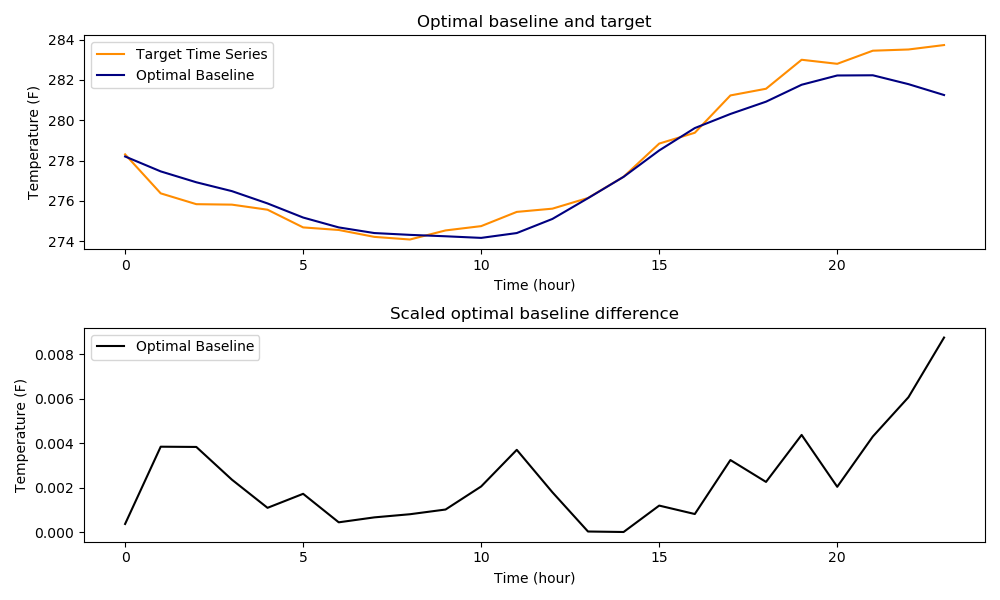 Optimal baseline and target
Temperature (F)
284
282
280
278
276
274
Target Time Series
Optimal Baseline
0 5 10 15 20
Time (hour)
Scaled optimal baseline difference
Temperature (F)
0.008
0.006
0.004
0.002
0.000
Optimal Baseline
0 5 10 15 20
Time (hour)